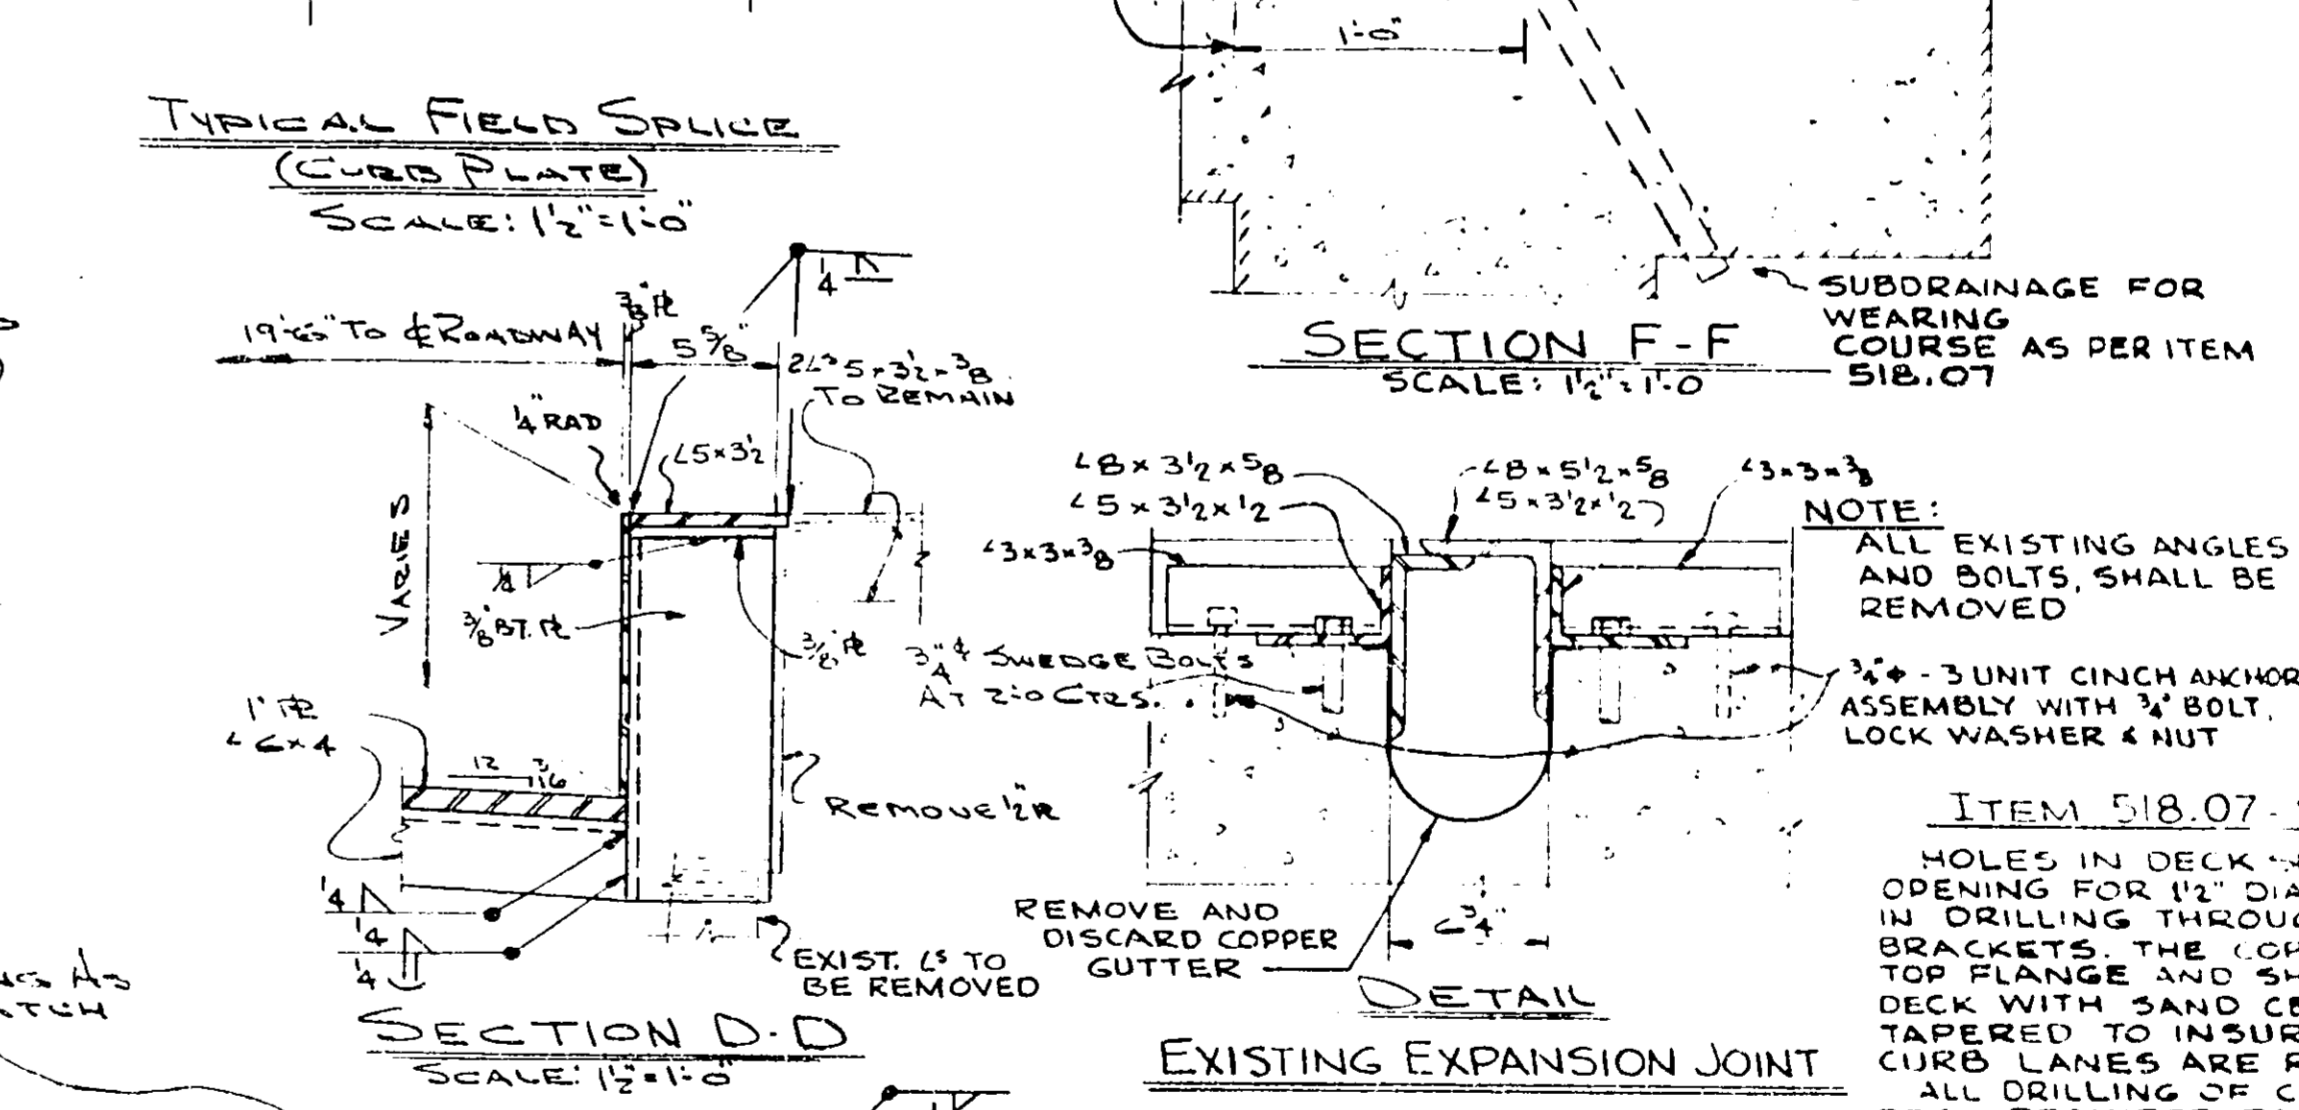 TYPICAL FIELD SPLICE
(CURB PLATE)
SCALE: 1½"=1'-0"
¼
⅜" ℞
TO ℄ ROADWAY
5⅝"
2∠s 5×3½×⅜
TO REMAIN
¼" RAD
∠5×3½
VARIES
¼
⅜" BT. ℞
⅜" ℞
1" ℞
∠ 6×4
12
3/16
REMOVE ½" ℞
¼
¼
¼
EXIST. ∠s TO
BE REMOVED
SECTION D-D
SCALE: 1½"=1'-0"
1'-0"
SUBDRAINAGE FOR
WEARING
COURSE AS PER ITEM
518.07
SECTION F-F
SCALE: 1½"=1'-0
∠8×3½×⅝
∠5×3½×½
∠3×3×⅜
∠8×5½×⅝
∠5×3½×½
∠3×3×⅜
NOTE:
ALL EXISTING ANGLES
AND BOLTS, SHALL BE
REMOVED
¾"⌀ SWEDGE BOLTS
AT 2'-0 CTRS.
¾"⌀ - 3 UNIT CINCH ANCHOR
ASSEMBLY WITH ¾" BOLT,
LOCK WASHER & NUT
REMOVE AND
DISCARD COPPER
GUTTER
6¾"
DETAIL
EXISTING EXPANSION JOINT
ITEM 518.07 -
HOLES IN DECK
OPENING FOR 1½" DIA
IN DRILLING THROUG
BRACKETS. THE COP
TOP FLANGE AND SH
DECK WITH SAND CE
TAPERED TO INSUR
CURB LANES ARE R
ALL DRILLING OF C